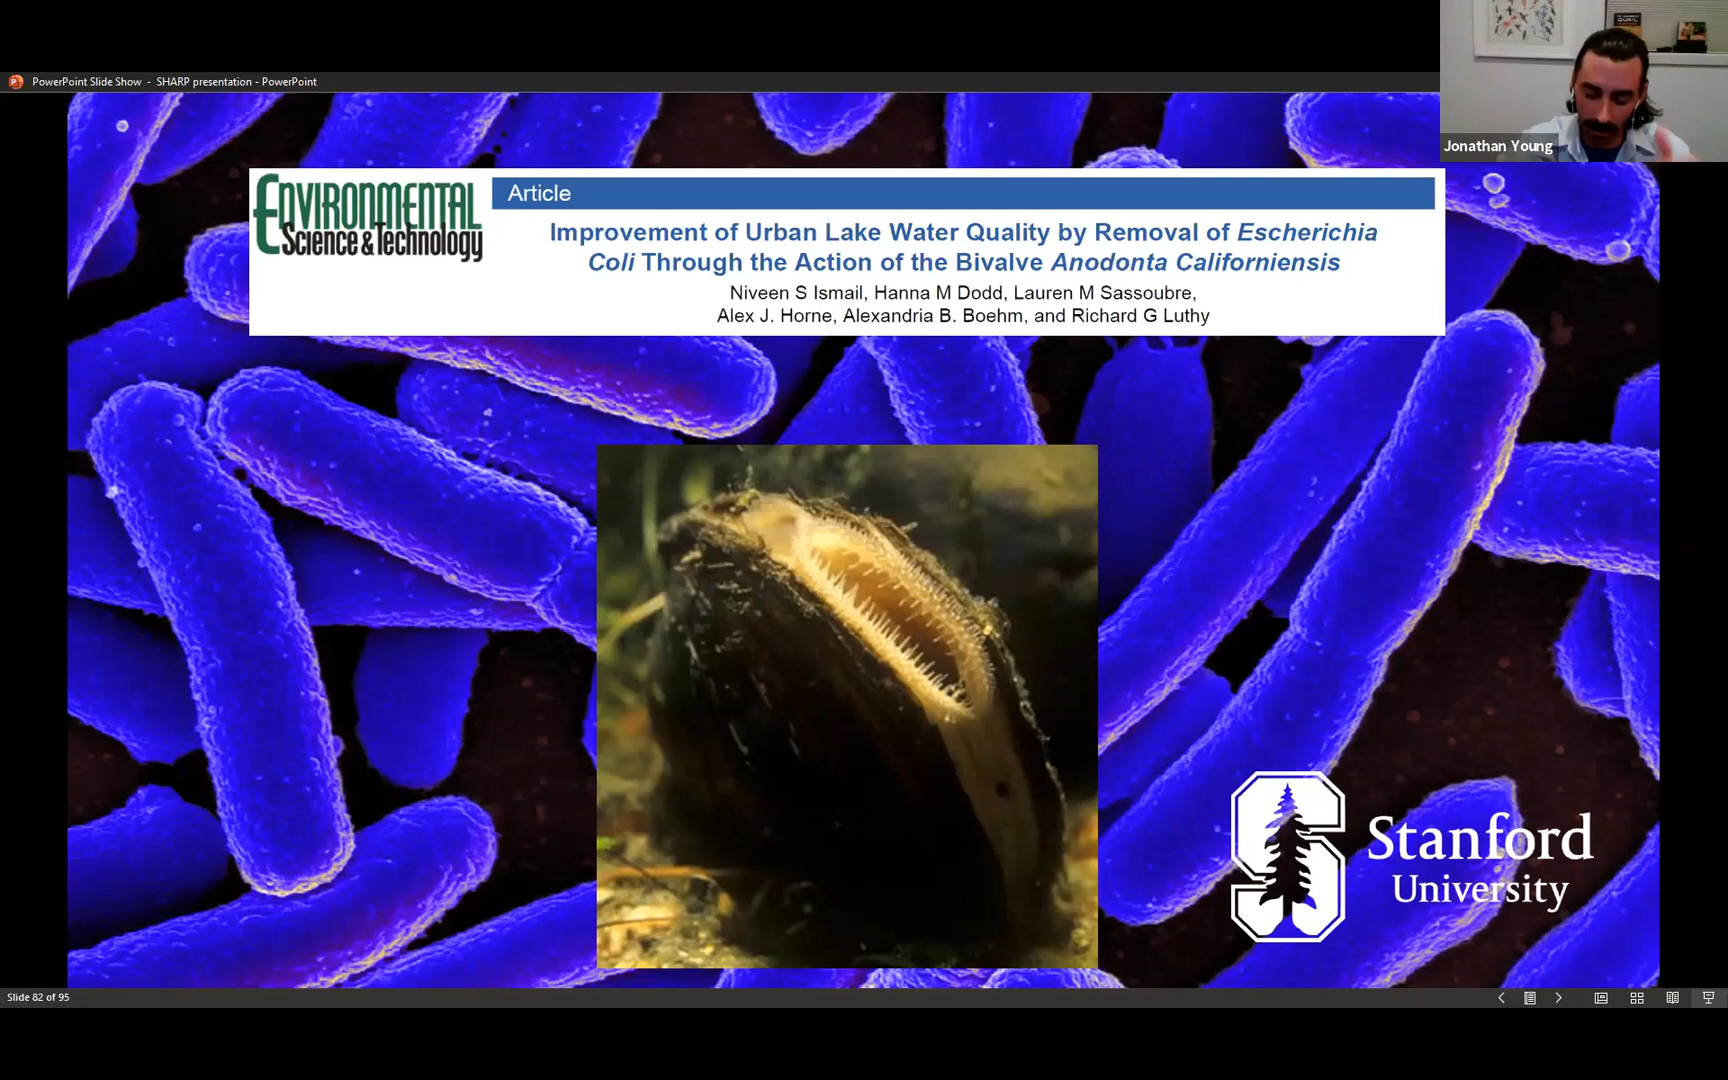 PowerPoint Slide Show - SHARP presentation - PowerPoint
Jonathan Young
ENVIRONMENTAL
Science & Technology
Article
Improvement of Urban Lake Water Quality by Removal of Escherichia
Coli Through the Action of the Bivalve Anodonta Californiensis
Niveen S Ismail, Hanna M Dodd, Lauren M Sassoubre,
Alex J. Horne, Alexandria B. Boehm, and Richard G Luthy
Stanford
University
Slide 82 of 95